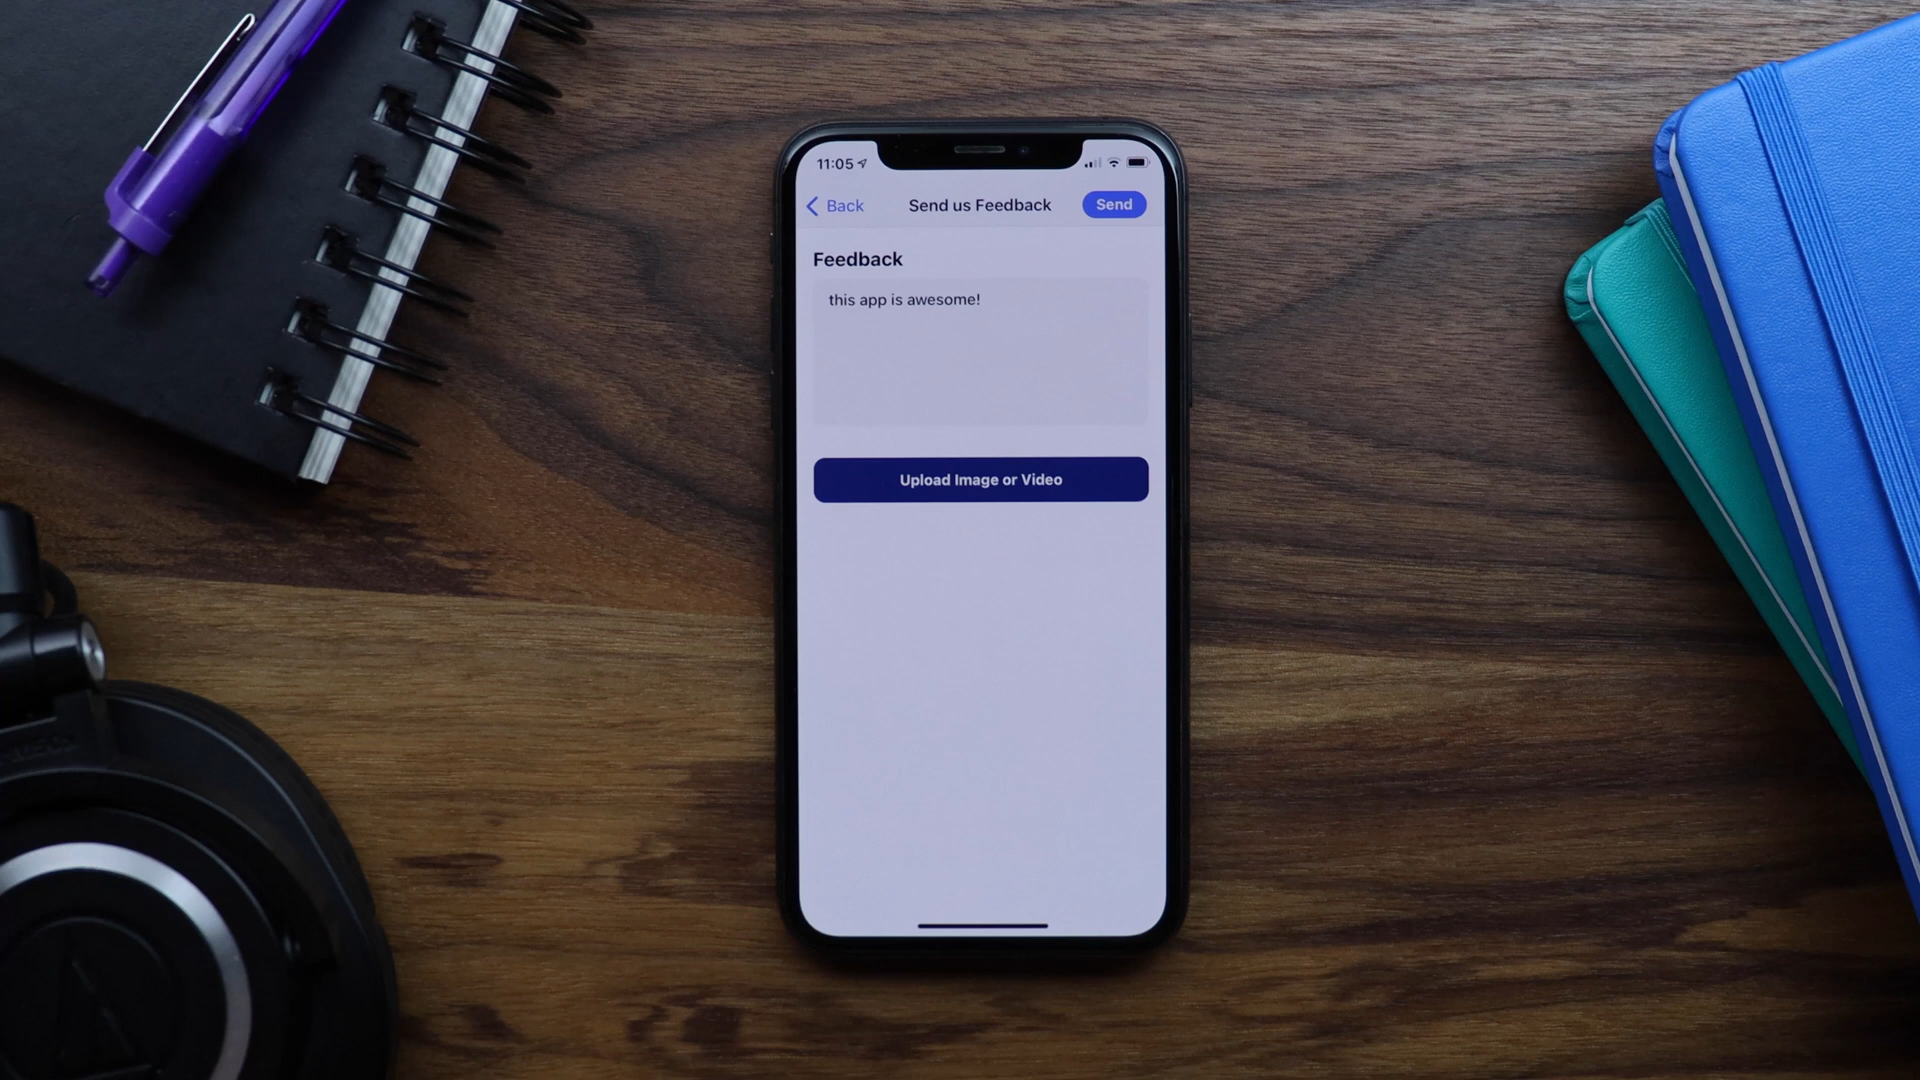 11:05
Back
Send us Feedback
Send
Feedback
this app is awesome!
Upload Image or Video